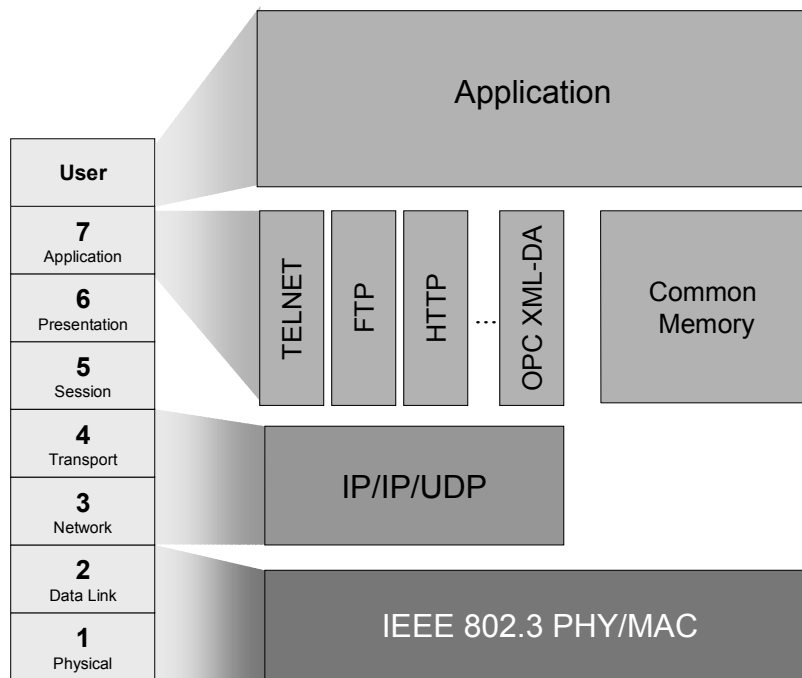 Application
User
7
Application
6
Presentation
5
Session
4
Transport
3
Network
2
Data Link
1
Physical
TELNET
FTP
HTTP
...
OPC XML-DA
Common
Memory
IP/IP/UDP
IEEE 802.3 PHY/MAC